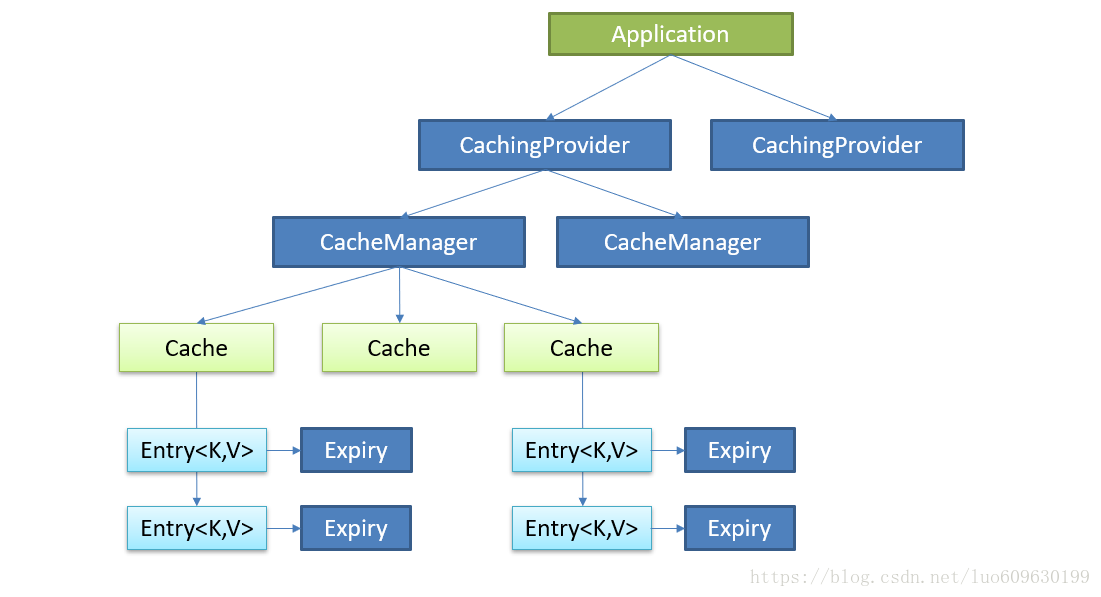 Application
CachingProvider
CachingProvider
CacheManager
CacheManager
Cache
Cache
Cache
Entry<K,V>
Expiry
Entry<K,V>
Expiry
Entry<K,V>
Expiry
Entry<K,V>
Expiry
https://blog.csdn.net/luo609630199